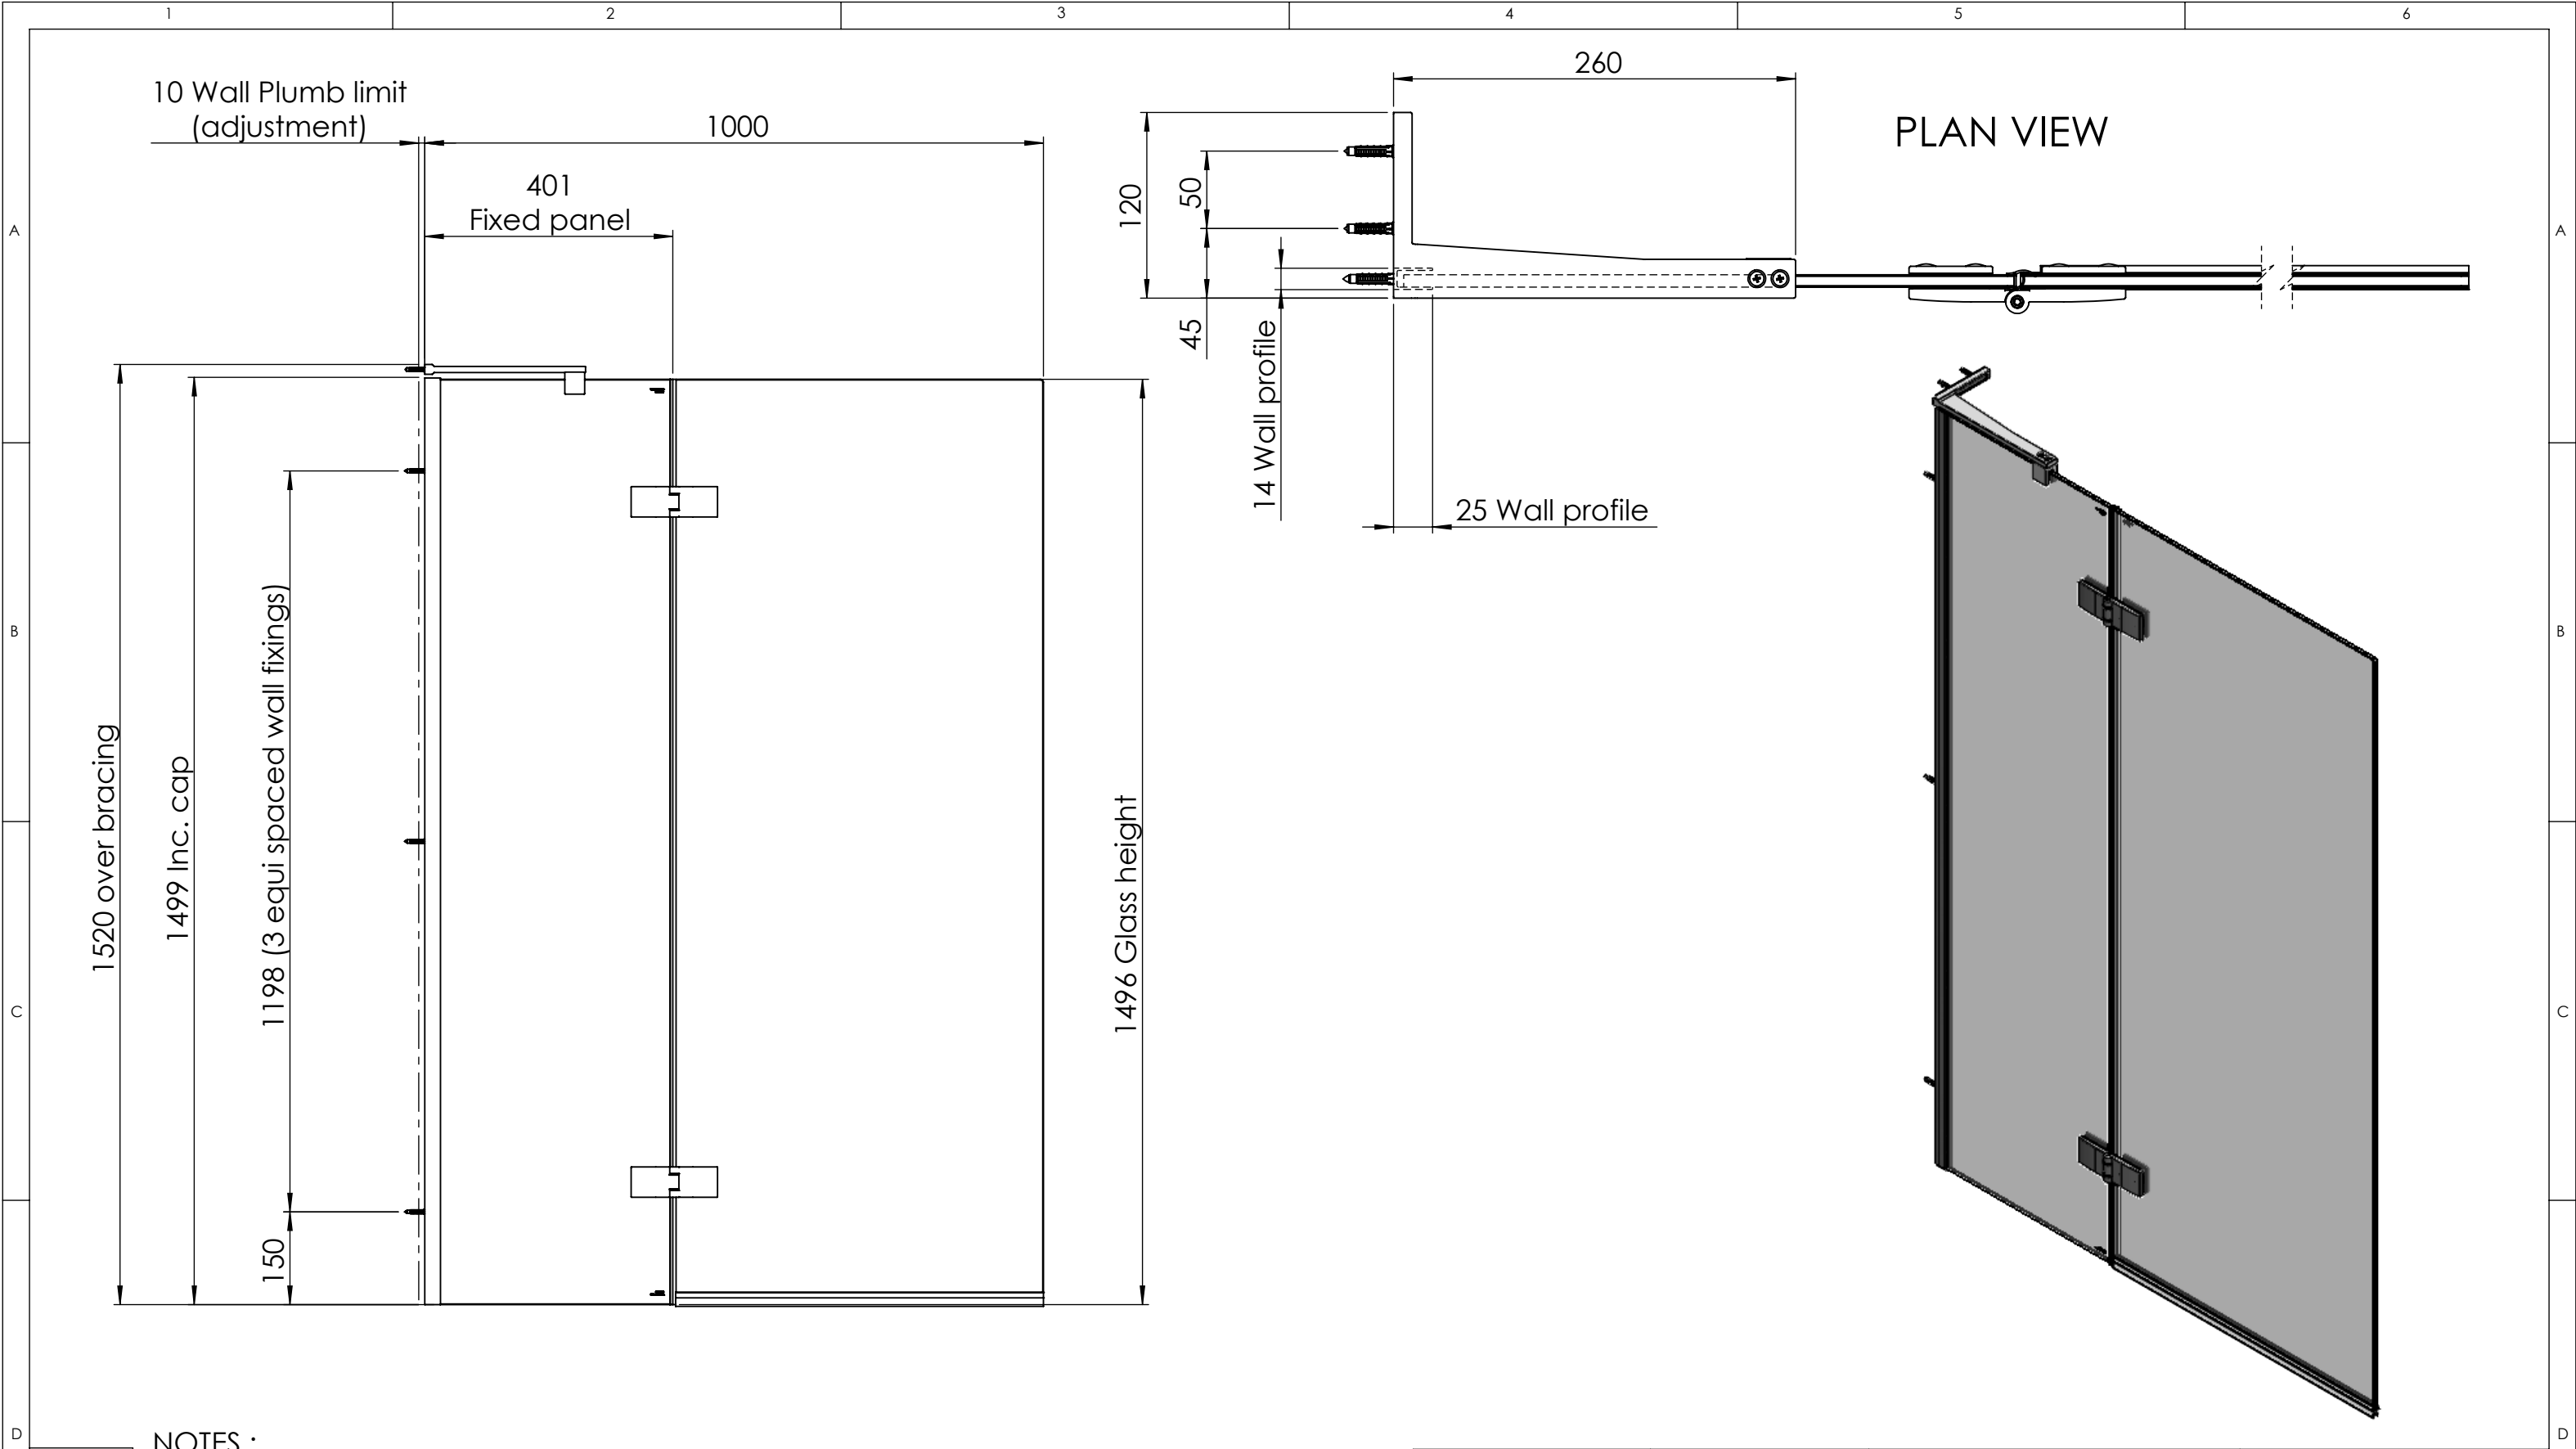 1 2 3 4 5 6
10 Wall Plumb limit
(adjustment)
1000
401
Fixed panel
260
PLAN VIEW
120
50
45
14 Wall profile
25 Wall profile
A A
B B
C C
D D
1520 over bracing
1499 Inc. cap
1198 (3 equi spaced wall fixings)
150
1496 Glass height
NOTES :